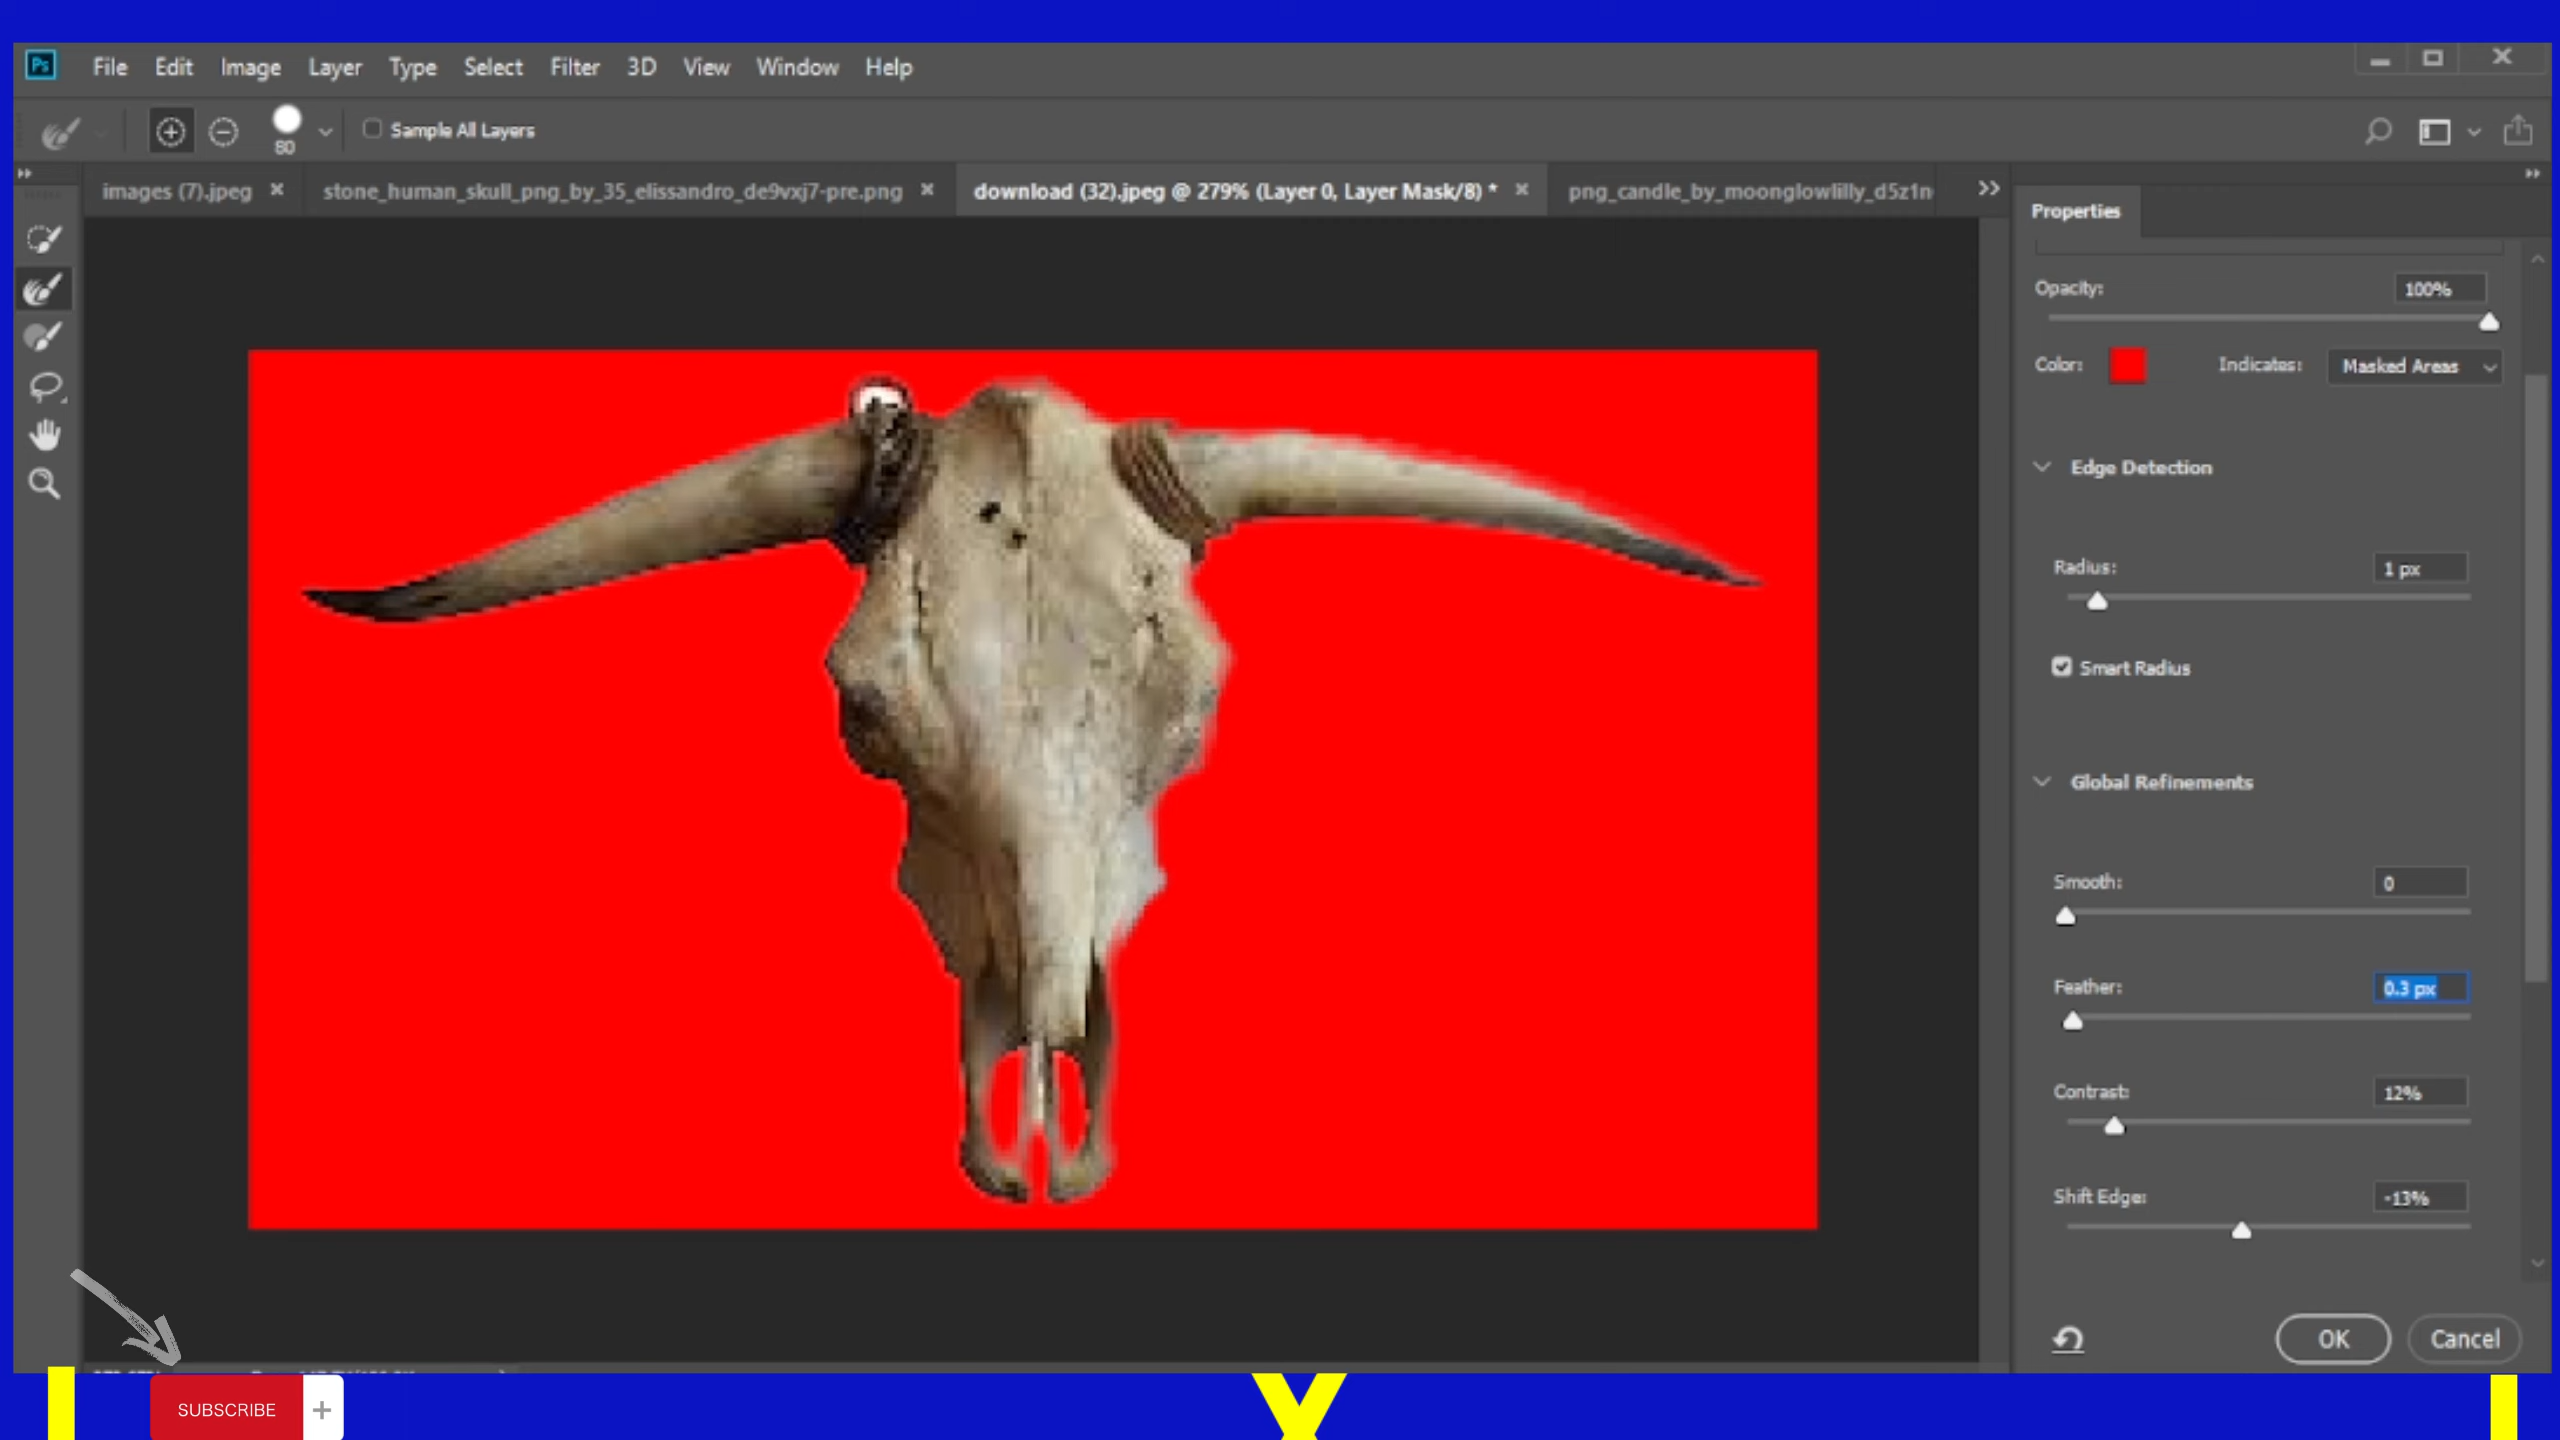 Ps File Edit Image Layer Type Select Filter 3D View Window Help
80
Sample All Layers
images (7).jpeg
stone_human_skull_png_by_35_elissandro_de9vxj7-pre.png
download (32).jpeg @ 279% (Layer 0, Layer Mask/8) *
png_candle_by_moonglowlilly_d5z1n
Properties
Opacity: 100%
Color: Indicates: Masked Areas
Edge Detection
Radius: 1 px
Smart Radius
Global Refinements
Smooth: 0
Feather: 0.3 px
Contrast: 12%
Shift Edge: -13%
OK Cancel
SUBSCRIBE +